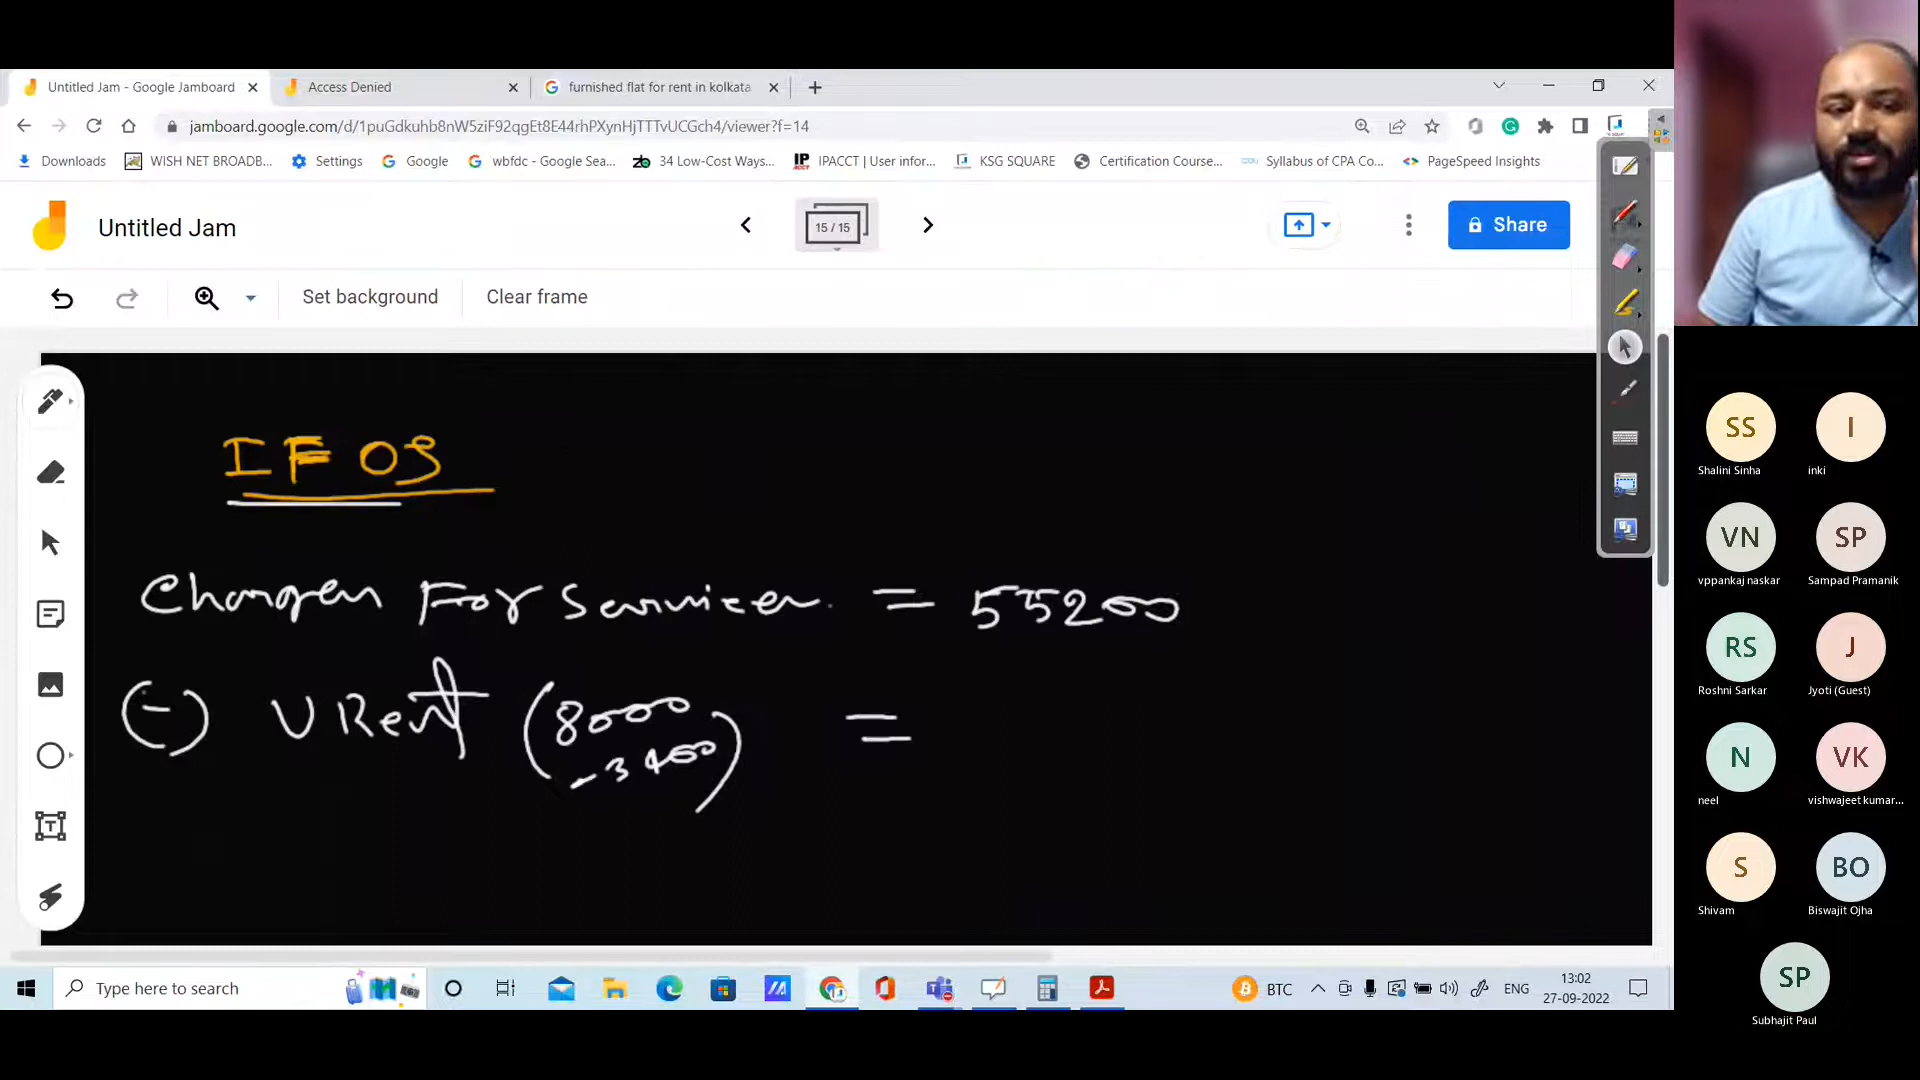 Untitled Jam - Google Jamboard
Access Denied
furnished flat for rent in kolkata
jamboard.google.com/d/1puGdkuhb8nW5ziF92qgEt8E44rhPXynHjTTTvUCGch4/viewer?f=14
Downloads
WISH NET BROADB...
Settings
Google
wbfdc - Google Sea...
34 Low-Cost Ways...
IPACCT | User infor...
KSG SQUARE
Certification Course...
Syllabus of CPA Co...
PageSpeed Insights
Untitled Jam
15 / 15
Share
Set background
Clear frame
IFOS
Charges For Services = 55200
(-) U Rent (8000
-3400) =
SS
Shalini Sinha
I
inki
VN
vppankaj naskar
SP
Sampad Pramanik
RS
Roshni Sarkar
J
Jyoti (Guest)
N
neel
VK
vishwajeet kumar...
S
Shivam
BO
Biswajit Ojha
SP
Subhajit Paul
Type here to search
BTC
ENG
13:02
27-09-2022